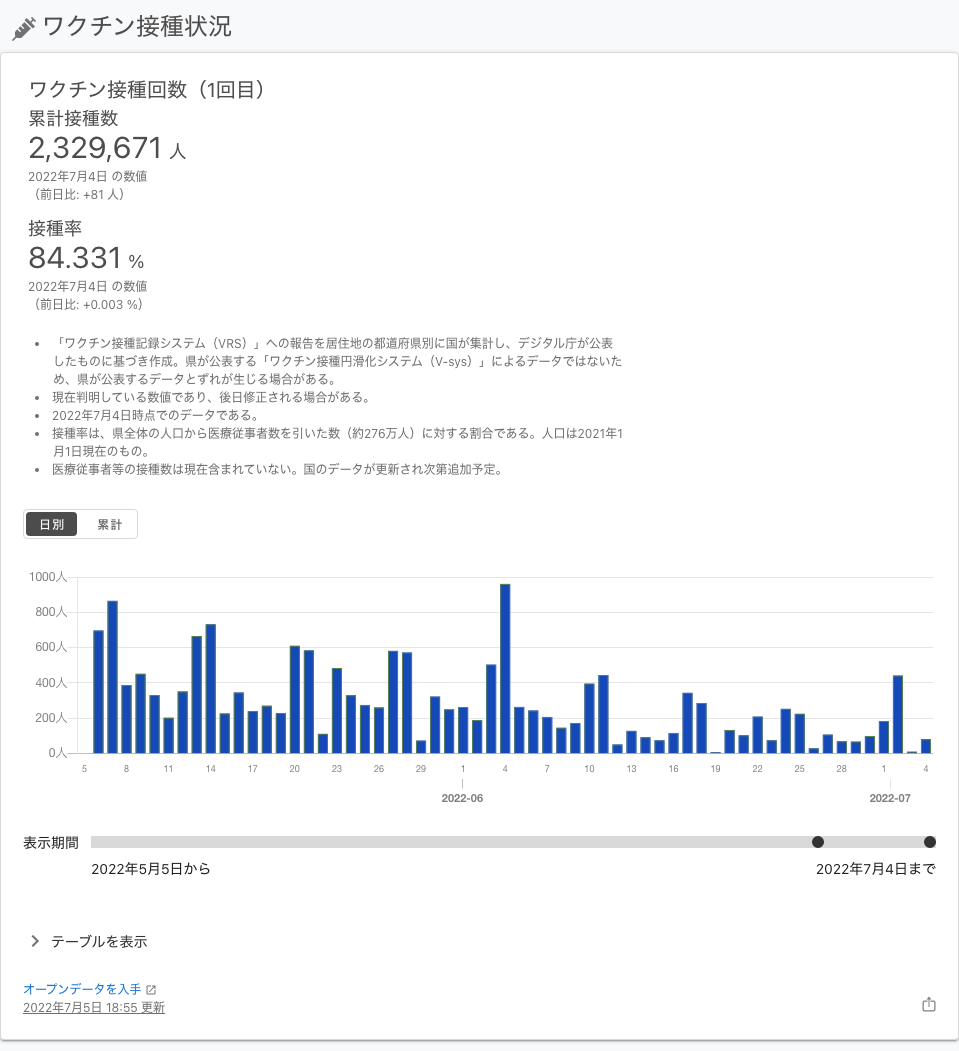 ワクチン接種状況
ワクチン接種回数（1回目）
累計接種数
2,329,671 人
2022年7月4日 の数値
（前日比: +81 人）
接種率
84.331 %
2022年7月4日 の数値
（前日比: +0.003 %）
「ワクチン接種記録システム（VRS）」への報告を居住地の都道府県別に国が集計し、デジタル庁が公表
したものに基づき作成。県が公表する「ワクチン接種円滑化システム（V-sys）」によるデータではないた
め、県が公表するデータとずれが生じる場合がある。
現在判明している数値であり、後日修正される場合がある。
2022年7月4日時点でのデータである。
接種率は、県全体の人口から医療従事者数を引いた数（約276万人）に対する割合である。人口は2021年1
月1日現在のもの。
医療従事者等の接種数は現在含まれていない。国のデータが更新され次第追加予定。
日別 累計
1000人
800人
600人
400人
200人
0人
5 8 11 14 17 20 23 26 29 1 4 7 10 13 16 19 22 25 28 1 4
2022-06 2022-07
表示期間
2022年5月5日から 2022年7月4日まで
テーブルを表示
オープンデータを入手
2022年7月5日 18:55 更新